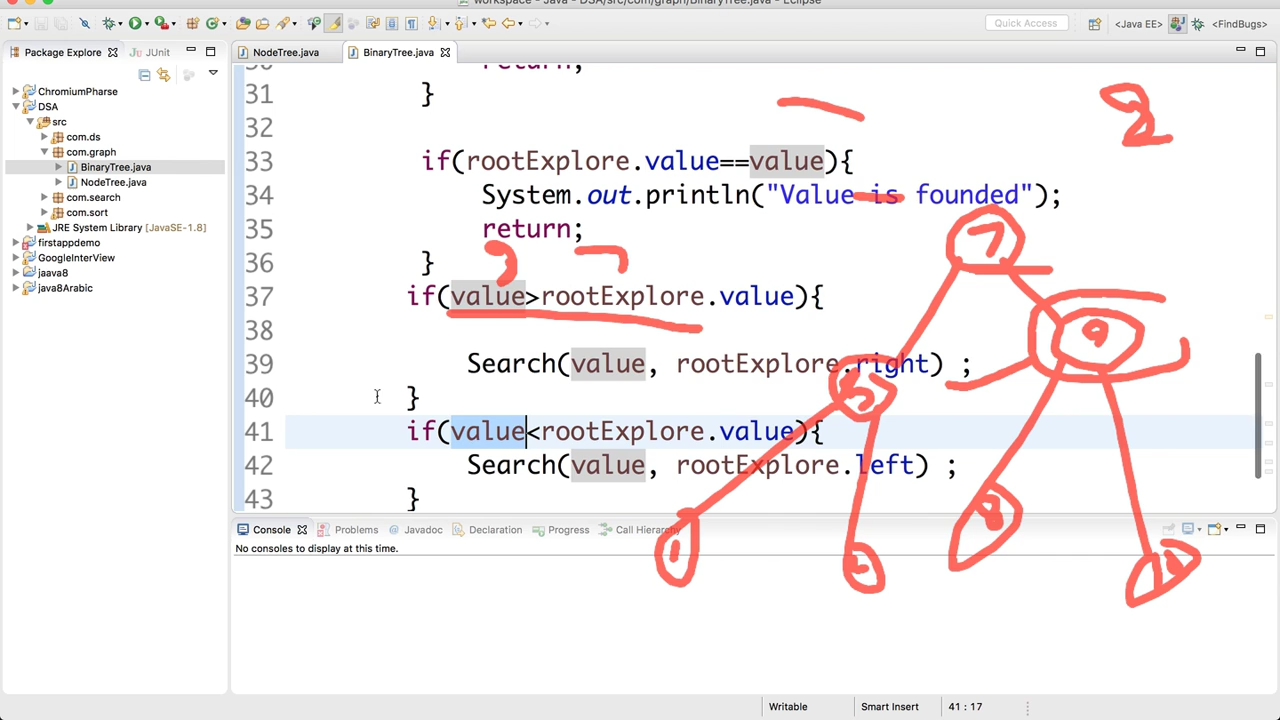 workspace - Java - DSA/src/com/graph/BinaryTree.java - Eclipse
Quick Access
<Java EE>
<FindBugs>
Package Explorer
JUnit
ChromiumPharse
DSA
src
com.ds
com.graph
BinaryTree.java
NodeTree.java
com.search
com.sort
JRE System Library [JavaSE-1.8]
firstappdemo
GoogleInterView
jaava8
java8Arabic
NodeTree.java
BinaryTree.java
30 return;
31 }
32
33 if(rootExplore.value==value){
34 System.out.println("Value is founded");
35 return;
36 }
37 if(value>rootExplore.value){
38
39 Search(value, rootExplore.right) ;
40 }
41 if(value<rootExplore.value){
42 Search(value, rootExplore.left) ;
43 }
7
9
5
1
8
Console
Problems
Javadoc
Declaration
Progress
Call Hierarchy
No consoles to display at this time.
Writable
Smart Insert
41 : 17